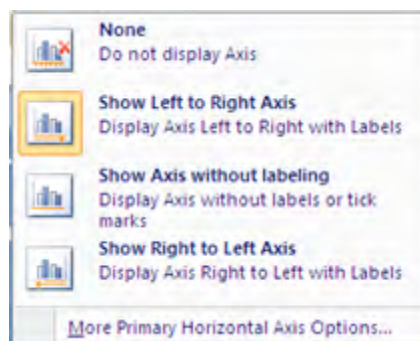 None
Do not display Axis
Show Left to Right Axis
Display Axis Left to Right with Labels
Show Axis without labeling
Display Axis without labels or tick
marks
Show Right to Left Axis
Display Axis Right to Left with Labels
More Primary Horizontal Axis Options...